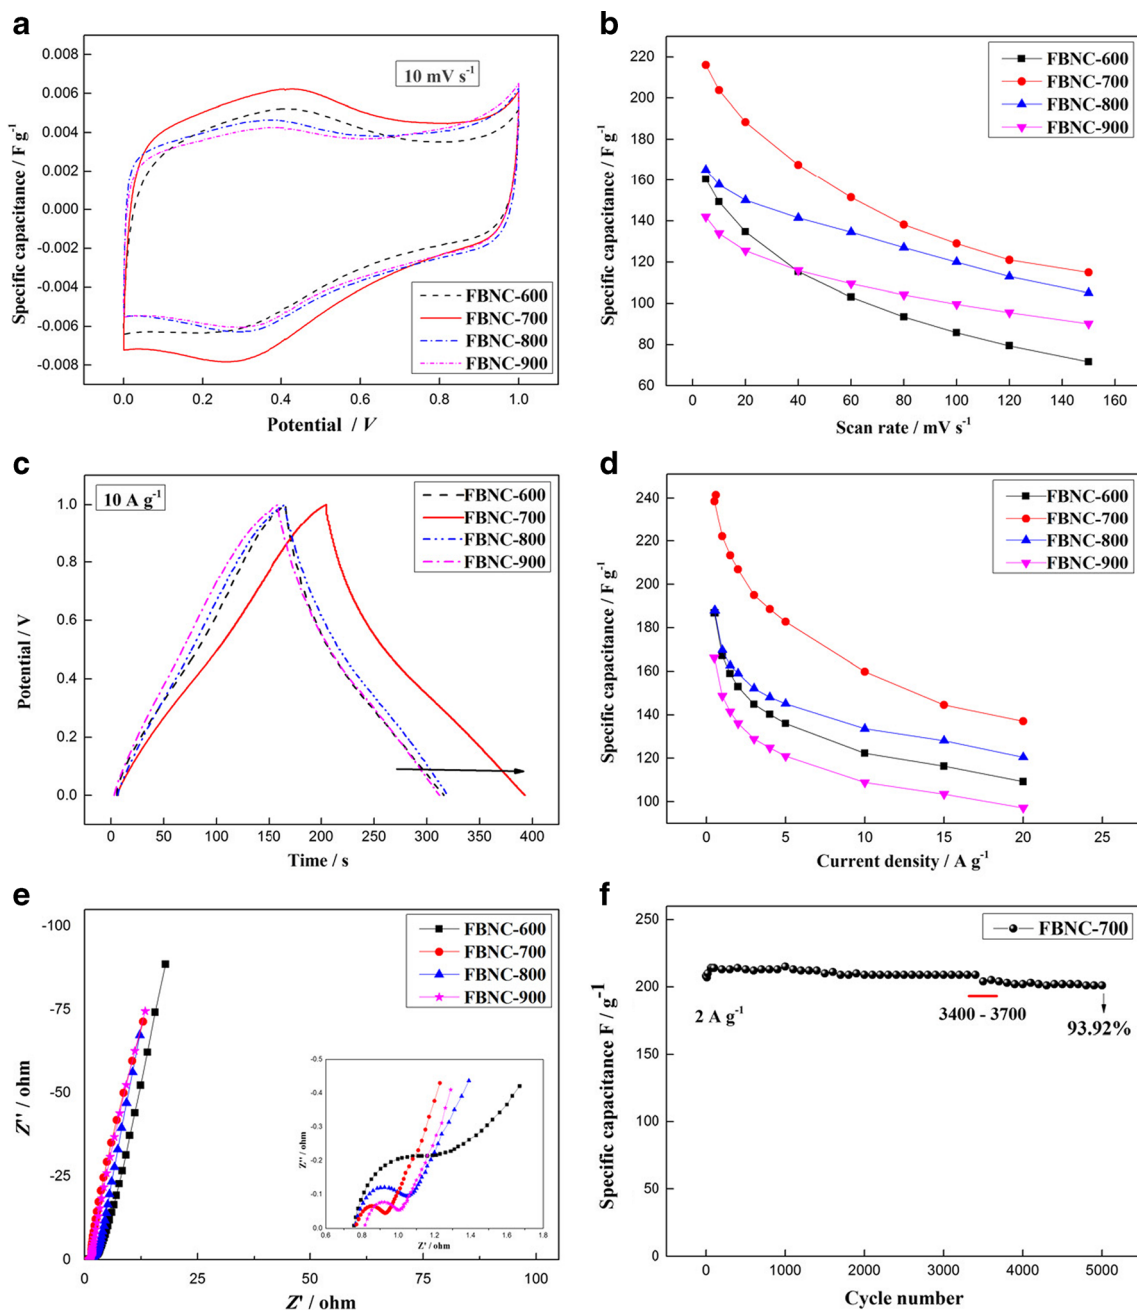 a
0.008
0.006
0.004
0.002
0.000
-0.002
-0.004
-0.006
-0.008
Specific capacitance / F g⁻¹
10 mV s⁻¹
FBNC-600
FBNC-700
FBNC-800
FBNC-900
0.0 0.2 0.4 0.6 0.8 1.0
Potential / V
b
220
200
180
160
140
120
100
80
60
Specific capacitance / F g⁻¹
FBNC-600
FBNC-700
FBNC-800
FBNC-900
0 20 40 60 80 100 120 140 160
Scan rate / mV s⁻¹
c
1.0
0.8
0.6
0.4
0.2
0.0
Potential / V
10 A g⁻¹
FBNC-600
FBNC-700
FBNC-800
FBNC-900
0 50 100 150 200 250 300 350 400
Time / s
d
240
220
200
180
160
140
120
100
Specific capacitance / F g⁻¹
FBNC-600
FBNC-700
FBNC-800
FBNC-900
0 5 10 15 20 25
Current density / A g⁻¹
e
-100
-75
-50
-25
0
Z'' / ohm
FBNC-600
FBNC-700
FBNC-800
FBNC-900
-0.5
-0.4
-0.3
-0.2
-0.1
0.0
Z'' / ohm
0.6 0.8 1.0 1.2 1.4 1.6 1.8
Z' / ohm
0 25 50 75 100
Z' / ohm
f
250
200
150
100
50
0
Specific capacitance F / g⁻¹
FBNC-700
2 A g⁻¹
3400 - 3700
93.92%
0 1000 2000 3000 4000 5000
Cycle number